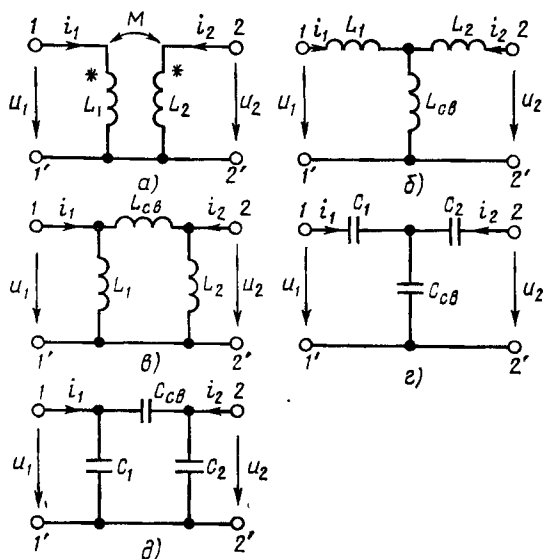 1 i₁ M i₂ 2
* *
u₁ L₁ L₂ u₂
1' 2'
а)
1 i₁ L₁ L₂ i₂ 2
u₁ Lсв u₂
1' 2'
б)
1 i₁ Lсв i₂ 2
u₁ L₁ L₂ u₂
1' 2'
в)
1 i₁ C₁ C₂ i₂ 2
u₁ Cсв u₂
1' 2'
г)
1 i₁ Cсв i₂ 2
u₁ C₁ C₂ u₂
1' 2'
д)